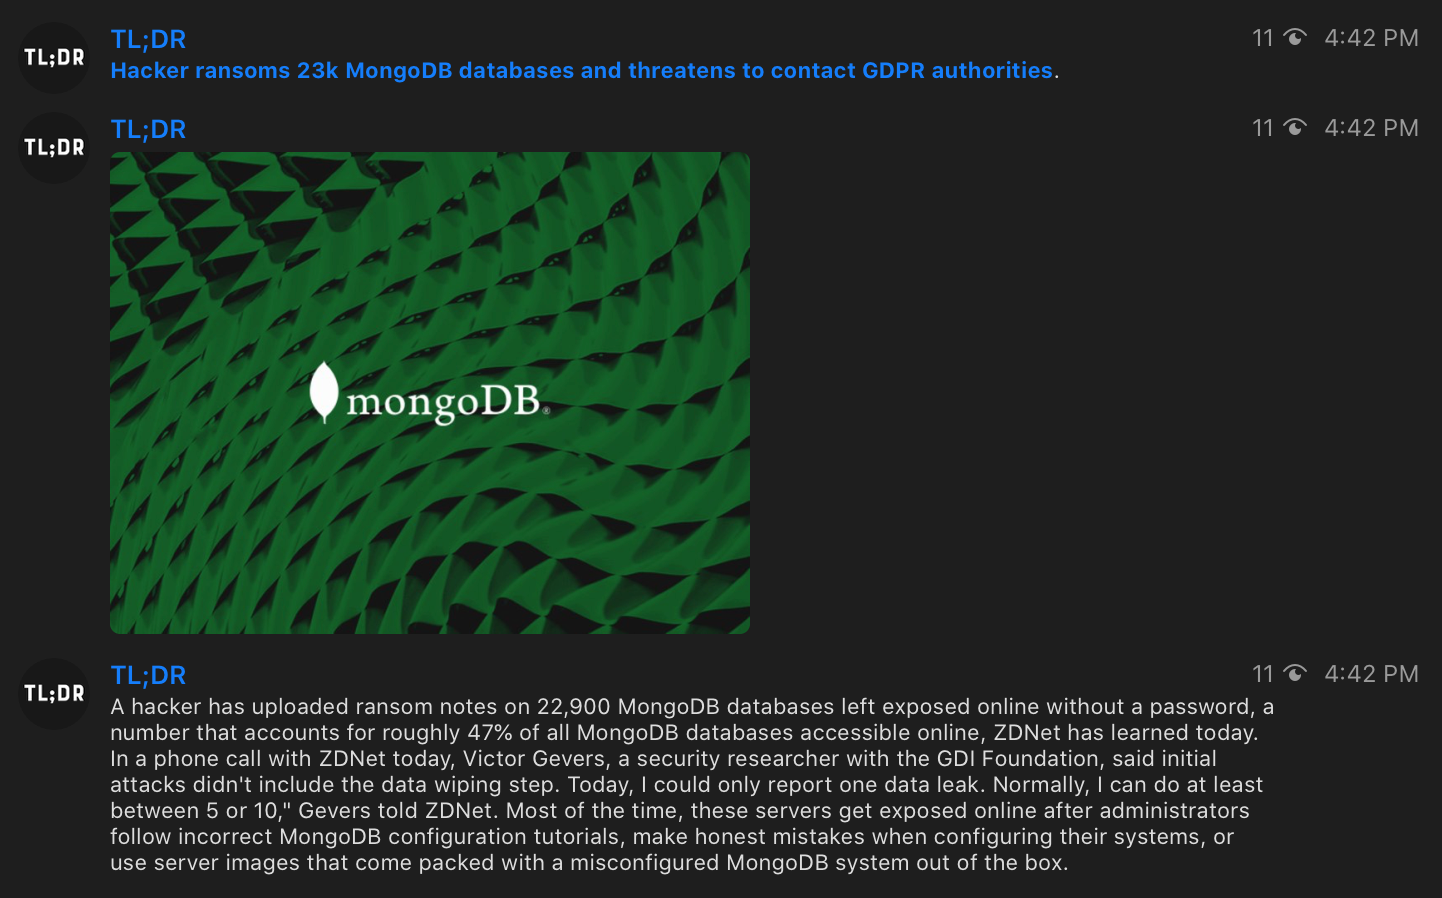 TL;DR
TL;DR
11 4:42 PM
Hacker ransoms 23k MongoDB databases and threatens to contact GDPR authorities.
TL;DR
TL;DR
11 4:42 PM
mongoDB®
TL;DR
TL;DR
11 4:42 PM
A hacker has uploaded ransom notes on 22,900 MongoDB databases left exposed online without a password, a
number that accounts for roughly 47% of all MongoDB databases accessible online, ZDNet has learned today.
In a phone call with ZDNet today, Victor Gevers, a security researcher with the GDI Foundation, said initial
attacks didn't include the data wiping step. Today, I could only report one data leak. Normally, I can do at least
between 5 or 10," Gevers told ZDNet. Most of the time, these servers get exposed online after administrators
follow incorrect MongoDB configuration tutorials, make honest mistakes when configuring their systems, or
use server images that come packed with a misconfigured MongoDB system out of the box.